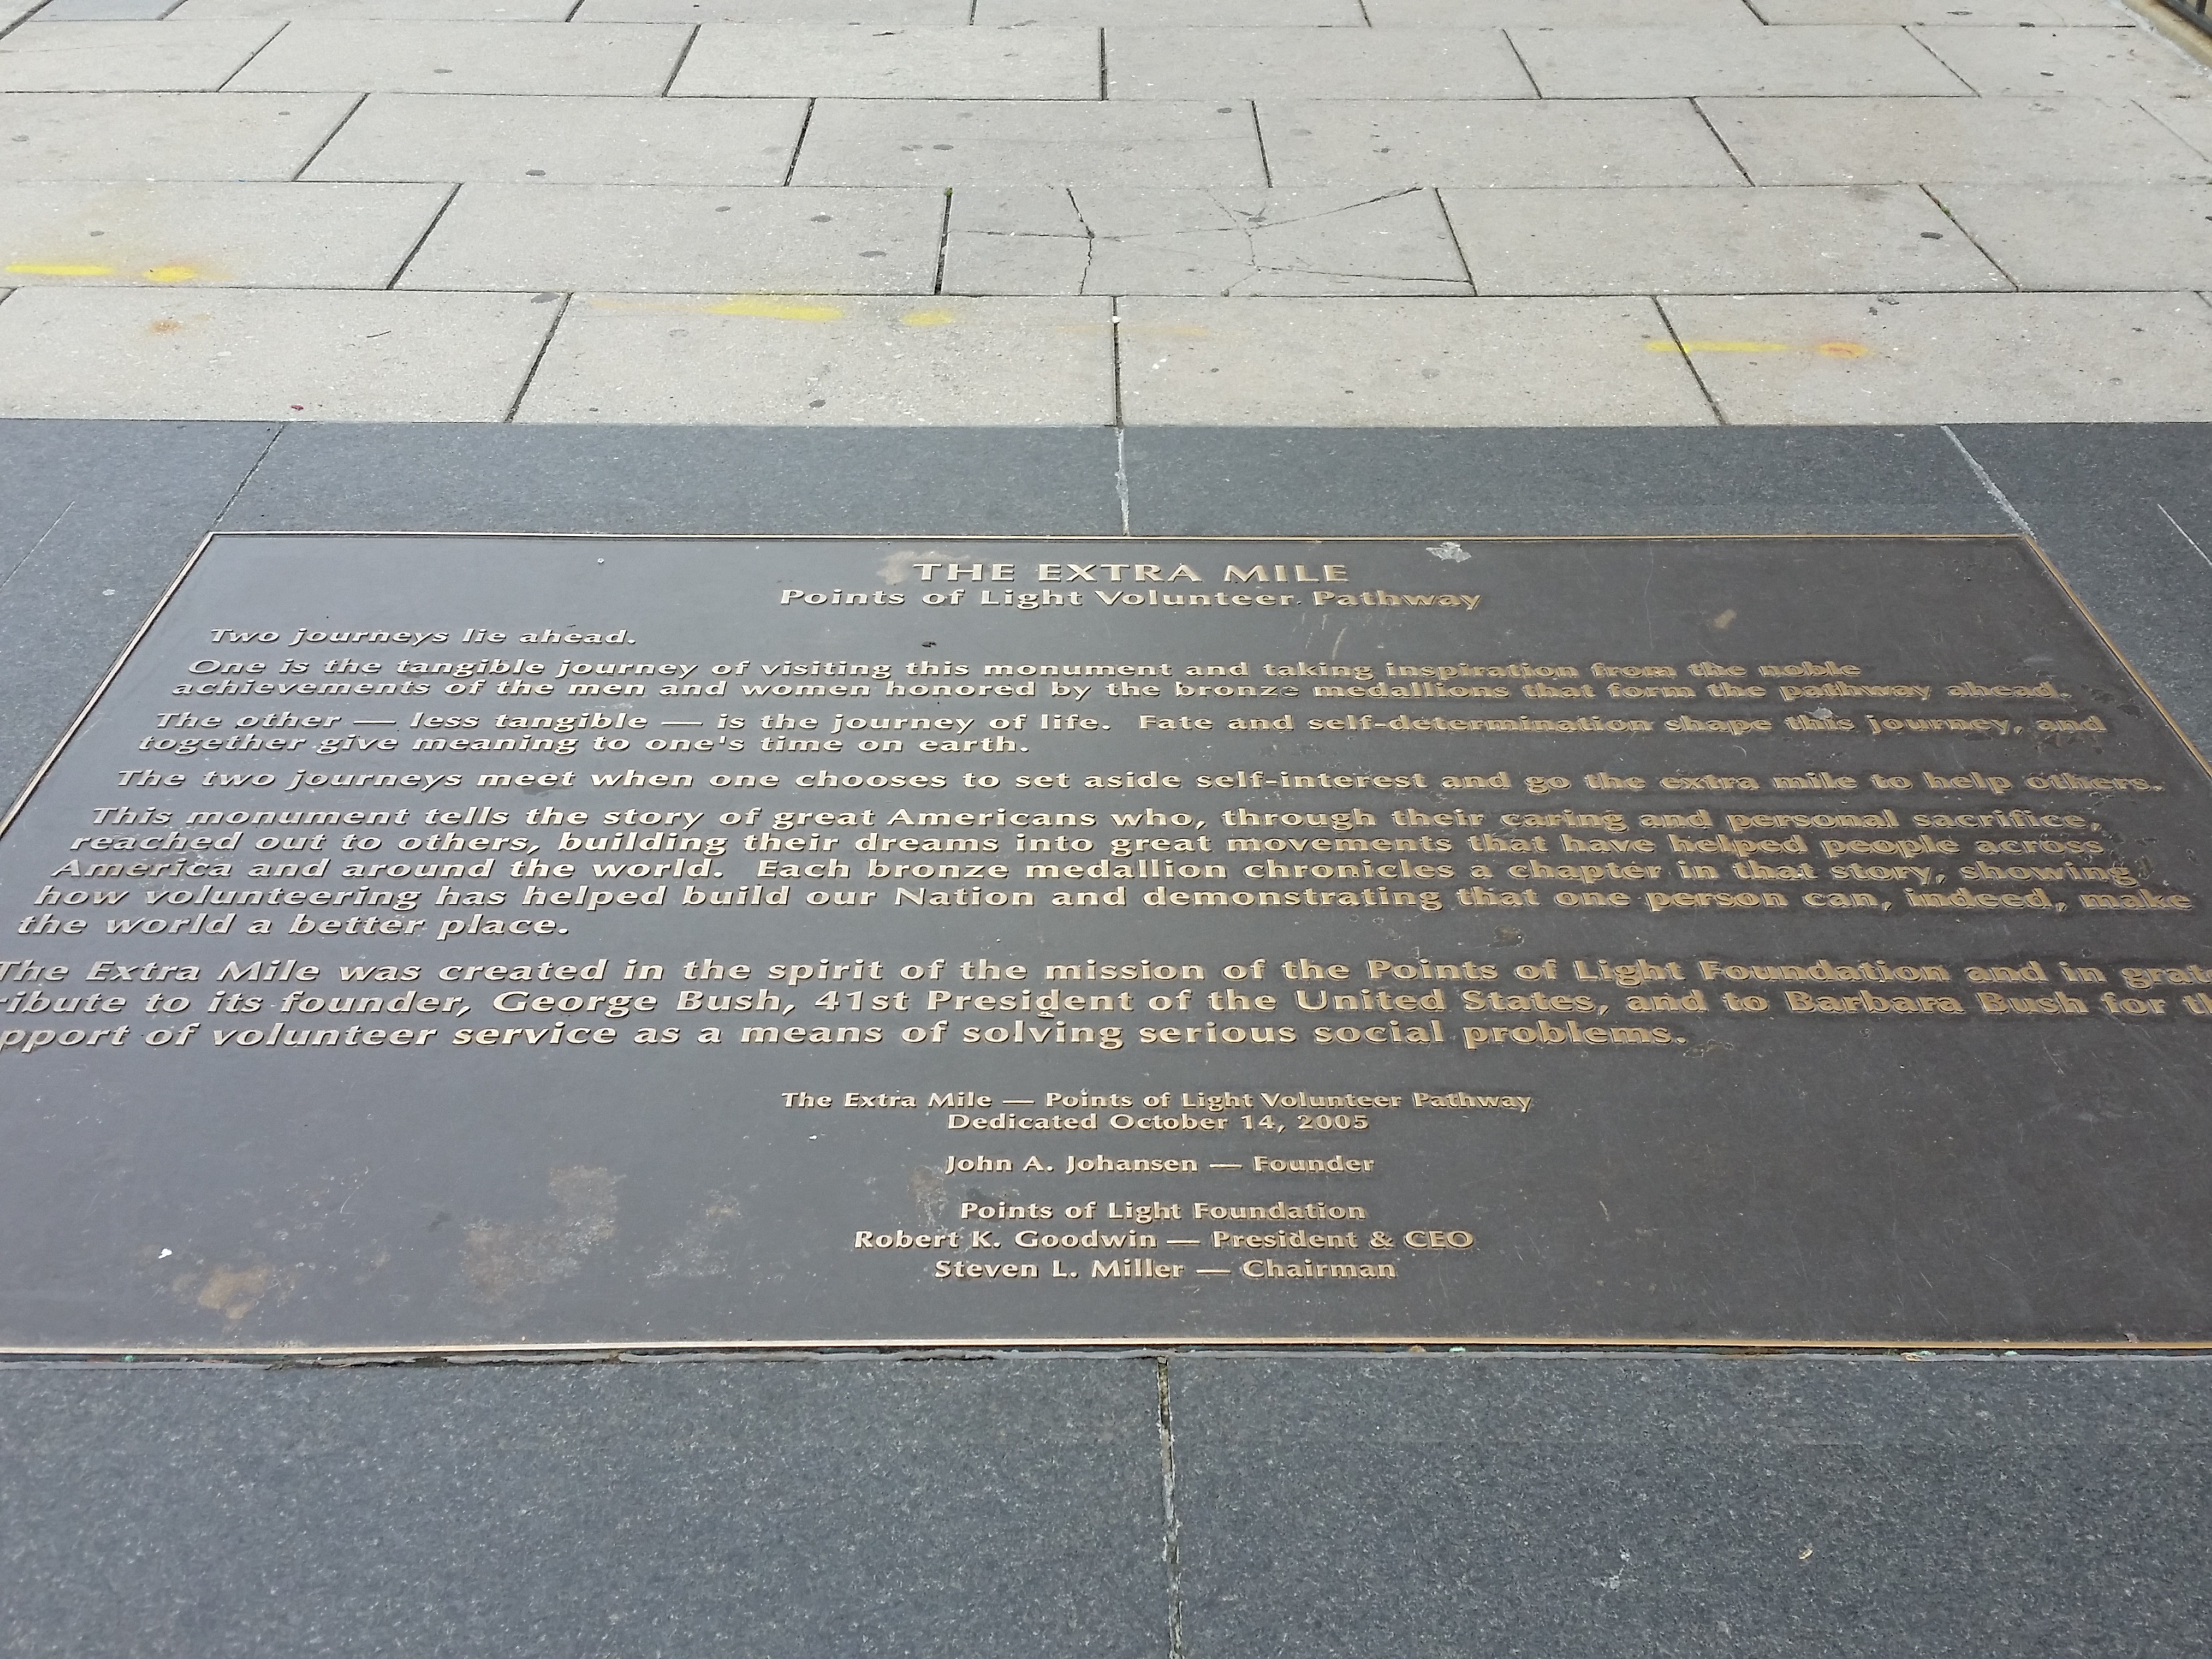 THE EXTRA MILE
Points of Light Volunteer Pathway
Two journeys lie ahead.
One is the tangible journey of visiting this monument and taking inspiration from the noble
achievements of the men and women honored by the bronze medallions that form the pathway ahead.
The other — less tangible — is the journey of life. Fate and self-determination shape this journey, and
together give meaning to one's time on earth.
The two journeys meet when one chooses to set aside self-interest and go the extra mile to help others.
This monument tells the story of great Americans who, through their caring and personal sacrifice,
reached out to others, building their dreams into great movements that have helped people across
America and around the world. Each bronze medallion chronicles a chapter in that story, showing
how volunteering has helped build our Nation and demonstrating that one person can, indeed, make
the world a better place.
The Extra Mile was created in the spirit of the mission of the Points of Light Foundation and in
to its founder, George Bush, 41st President of the United States, and to Barbara Bush for
of volunteer service as a means of solving serious social problems.
The Extra Mile — Points of Light Volunteer Pathway
Dedicated October 14, 2005
John A. Johansen — Founder
Points of Light Foundation
Robert K. Goodwin — President & CEO
Steven L. Miller — Chairman